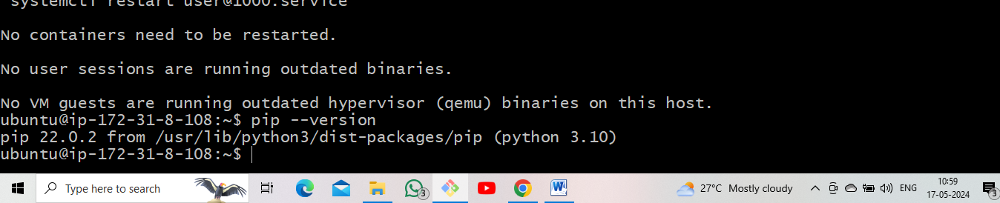 systemctl restart user@1000.service
No containers need to be restarted.
No user sessions are running outdated binaries.
No VM guests are running outdated hypervisor (qemu) binaries on this host.
ubuntu@ip-172-31-8-108:~$ pip --version
pip 22.0.2 from /usr/lib/python3/dist-packages/pip (python 3.10)
ubuntu@ip-172-31-8-108:~$
Type here to search
3
W
27°C Mostly cloudy
ENG
10:59
17-05-2024
3